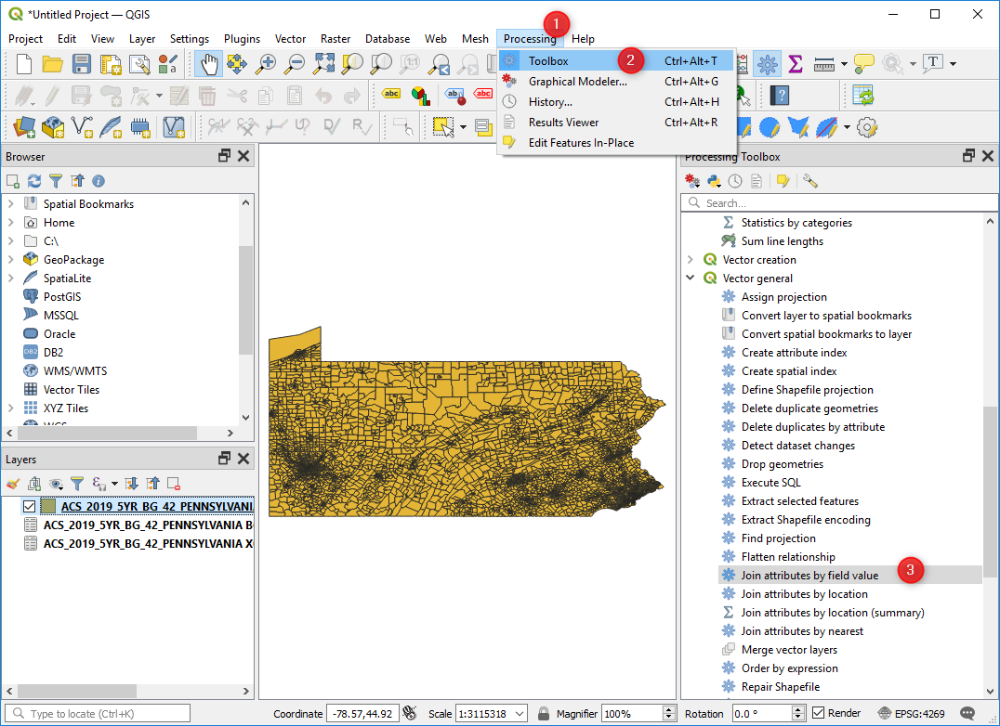 *Untitled Project — QGIS
Project Edit View Layer Settings Plugins Vector Raster Database Web Mesh Processing Help
1
Toolbox Ctrl+Alt+T
2
Graphical Modeler... Ctrl+Alt+G
History... Ctrl+Alt+H
Results Viewer Ctrl+Alt+R
Edit Features In-Place
abc ab abc
Browser
Spatial Bookmarks
Home
C:\
GeoPackage
SpatiaLite
PostGIS
MSSQL
Oracle
DB2 DB2
WMS/WMTS
Vector Tiles
XYZ Tiles
WCS
Layers
ACS_2019_5YR_BG_42_PENNSYLVANIA
ACS_2019_5YR_BG_42_PENNSYLVANIA B
ACS_2019_5YR_BG_42_PENNSYLVANIA X
Processing Toolbox
Search...
Statistics by categories
Sum line lengths
Vector creation
Vector general
Assign projection
Convert layer to spatial bookmarks
Convert spatial bookmarks to layer
Create attribute index
Create spatial index
Define Shapefile projection
Delete duplicate geometries
Delete duplicates by attribute
Detect dataset changes
Drop geometries
Execute SQL
Extract selected features
Extract Shapefile encoding
Find projection
Flatten relationship
Join attributes by field value
3
Join attributes by location
Join attributes by location (summary)
Join attributes by nearest
Merge vector layers
Order by expression
Repair Shapefile
Type to locate (Ctrl+K) Coordinate -78.57,44.92 Scale 1:3115318 Magnifier 100% Rotation 0.0 ° Render EPSG:4269